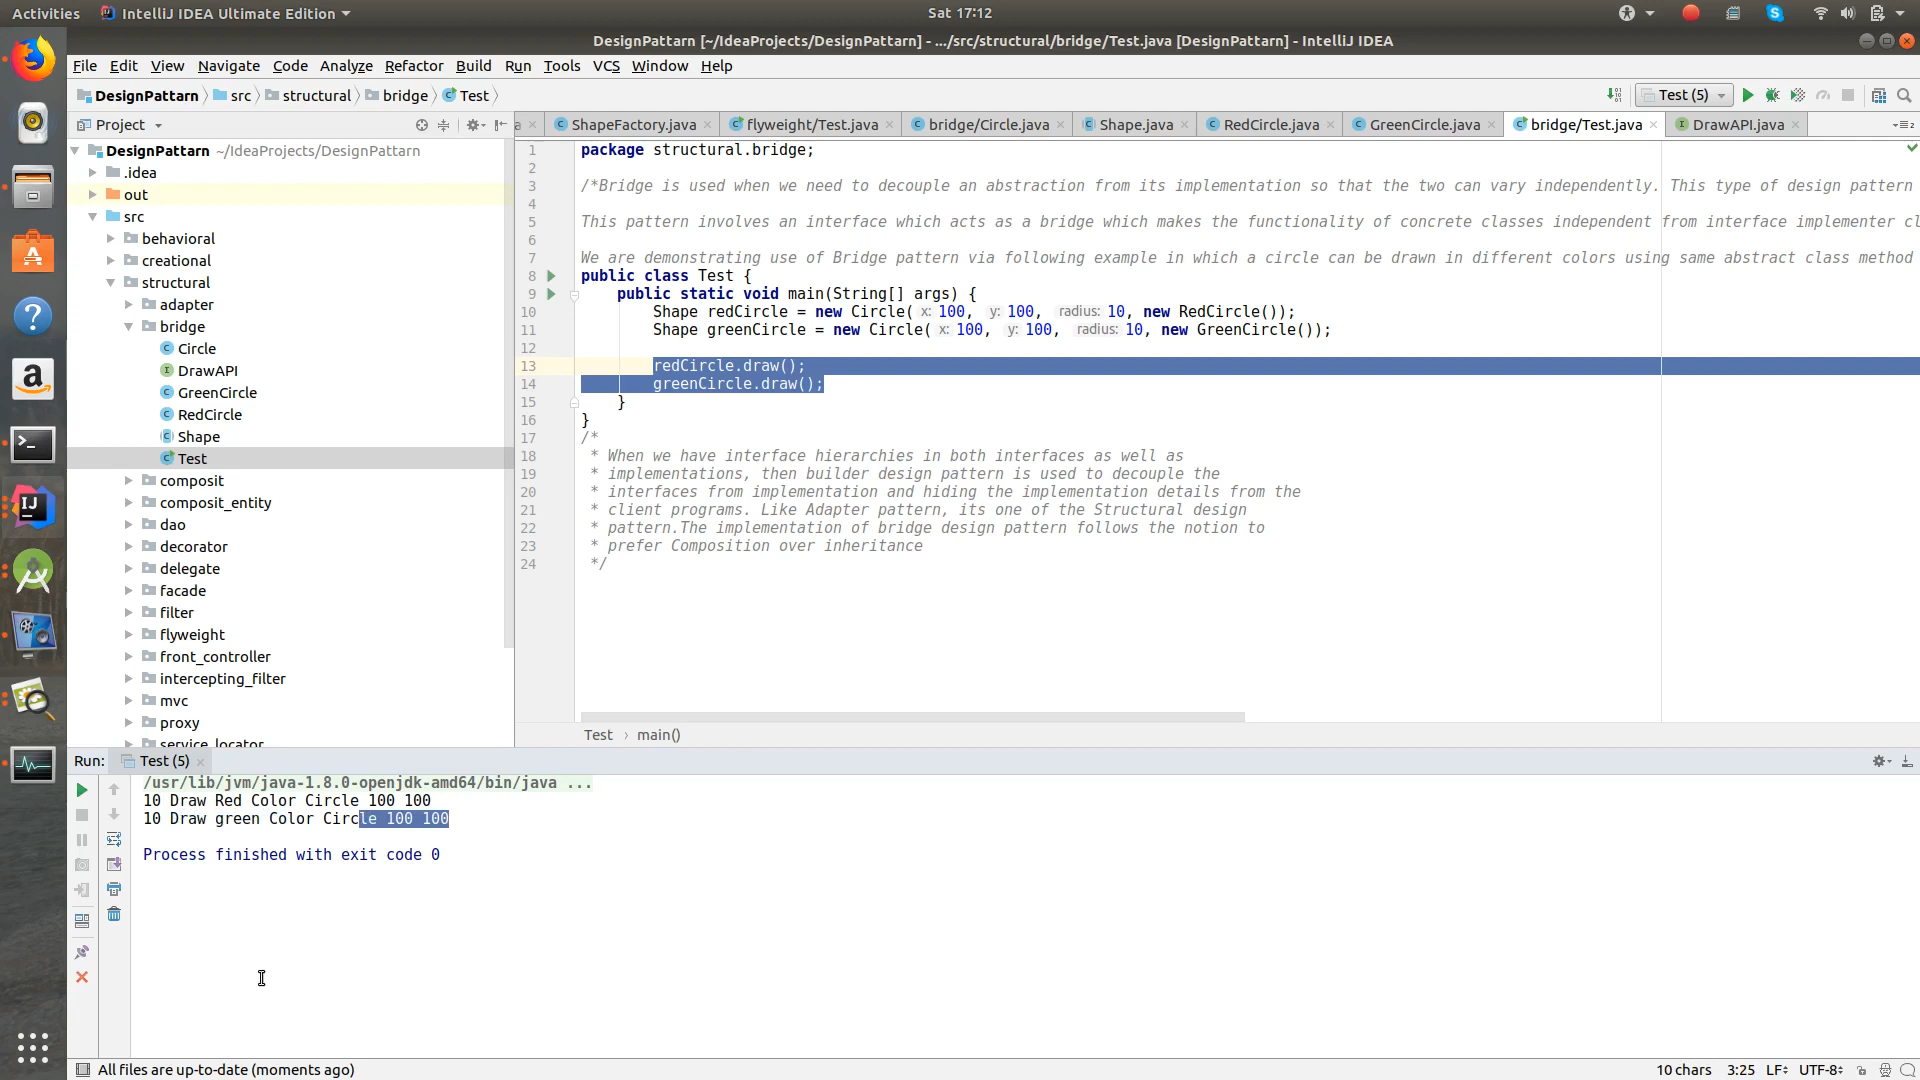 Activities IntelliJ IDEA Ultimate Edition Sat 17:12
DesignPattarn [~/IdeaProjects/DesignPattarn] - .../src/structural/bridge/Test.java [DesignPattarn] - IntelliJ IDEA
File Edit View Navigate Code Analyze Refactor Build Run Tools VCS Window Help
DesignPattarn src structural bridge Test Test (5)
Project
a ShapeFactory.java flyweight/Test.java bridge/Circle.java Shape.java RedCircle.java GreenCircle.java bridge/Test.java DrawAPI.java
DesignPattarn ~/IdeaProjects/DesignPattarn
.idea
out
src
behavioral
creational
structural
adapter
bridge
Circle
DrawAPI
GreenCircle
RedCircle
Shape
Test
composit
composit_entity
dao
decorator
delegate
facade
filter
flyweight
front_controller
intercepting_filter
mvc
proxy
service_locator
1 package structural.bridge;
2
3 /*Bridge is used when we need to decouple an abstraction from its implementation so that the two can vary independently. This type of design pattern
4
5 This pattern involves an interface which acts as a bridge which makes the functionality of concrete classes independent from interface implementer cl
6
7 We are demonstrating use of Bridge pattern via following example in which a circle can be drawn in different colors using same abstract class method
8 public class Test {
9 public static void main(String[] args) {
10 Shape redCircle = new Circle( x: 100, y: 100, radius: 10, new RedCircle());
11 Shape greenCircle = new Circle( x: 100, y: 100, radius: 10, new GreenCircle());
12
13 redCircle.draw();
14 greenCircle.draw();
15 }
16 }
17 /*
18 * When we have interface hierarchies in both interfaces as well as
19 * implementations, then builder design pattern is used to decouple the
20 * interfaces from implementation and hiding the implementation details from the
21 * client programs. Like Adapter pattern, its one of the Structural design
22 * pattern.The implementation of bridge design pattern follows the notion to
23 * prefer Composition over inheritance
24 */
Test › main()
Run: Test (5)
/usr/lib/jvm/java-1.8.0-openjdk-amd64/bin/java ...
10 Draw Red Color Circle 100 100
10 Draw green Color Circle 100 100
Process finished with exit code 0
All files are up-to-date (moments ago) 10 chars 3:25 LF÷ UTF-8÷